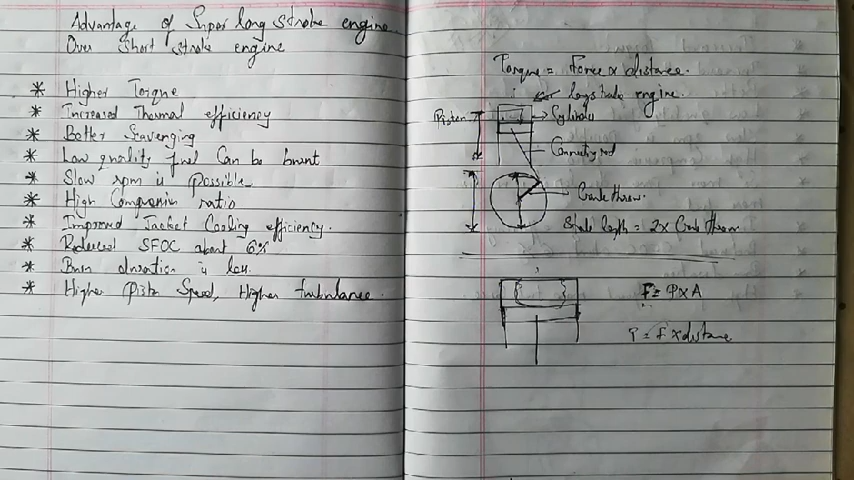 Advantage of Super long stroke engine
Over Short stroke engine
* Higher Torque
* Increased Thermal efficiency
* Better Scavenging
* Low quality fuel Can be burnt
* Slow rpm is possible
* High Compression ratio
* Improved Jacket Cooling efficiency.
* Reduced SFOC about 6%
* Burn duration is less.
* Higher Piston Speed, Higher turbulance.
Torque = Force x distance.
long stroke engine.
Piston
Cylinder
Connecting rod
Crank throw.
Stroke length = 2x Crank throw
F = P x A
T = F x distance